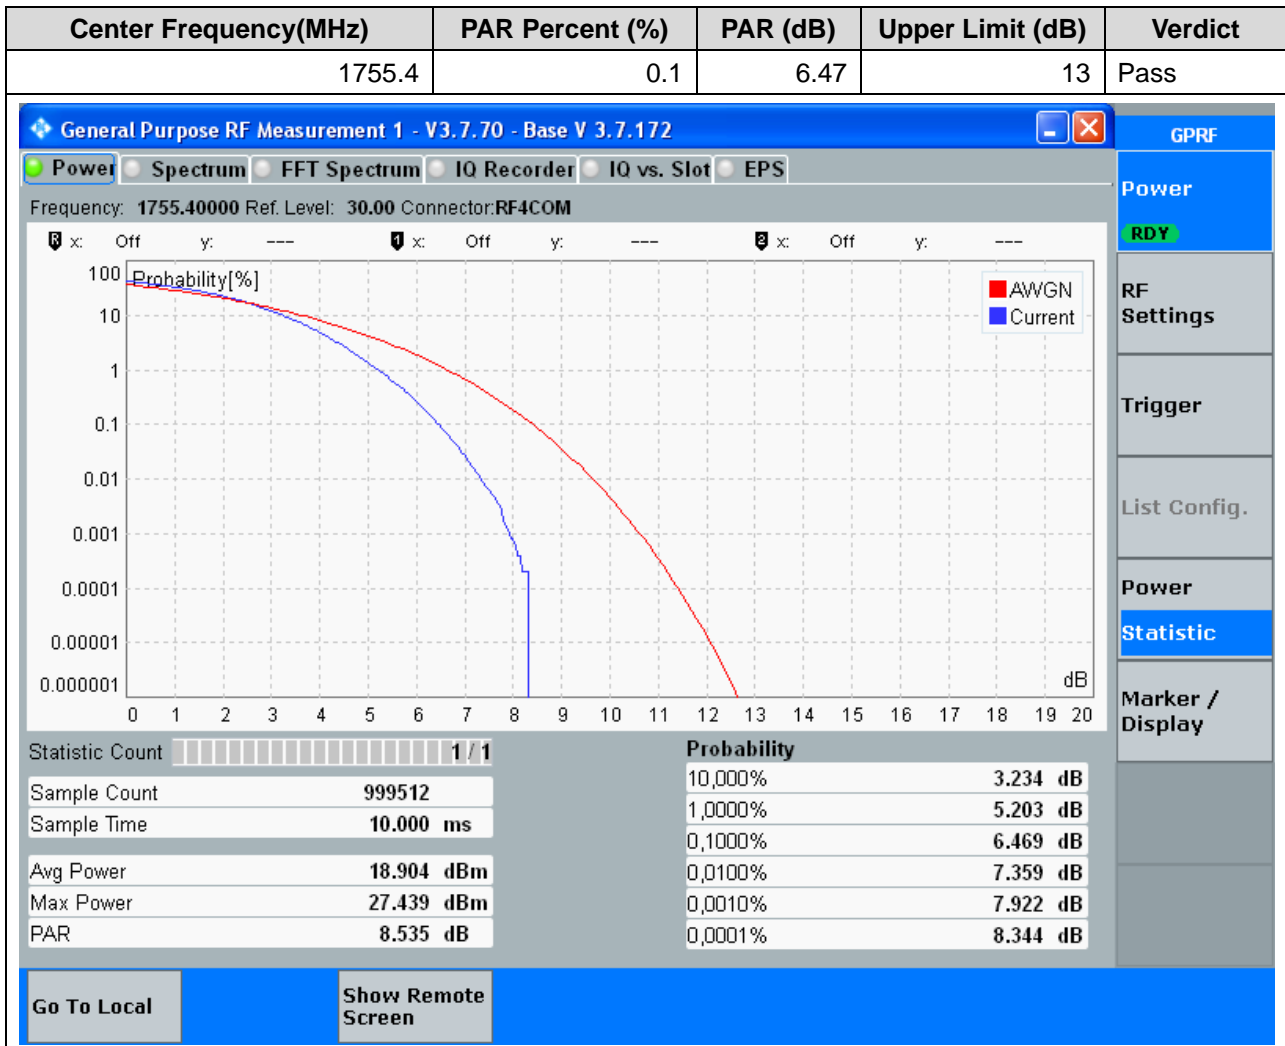 Center Frequency(MHz) PAR Percent (%) PAR (dB) Upper Limit (dB) Verdict
1755.4 0.1 6.47 13 Pass
General Purpose RF Measurement 1 - V3.7.70 - Base V 3.7.172
GPRF
Power Spectrum FFT Spectrum IQ Recorder IQ vs. Slot EPS
Power
RDY
Frequency: 1755.40000 Ref. Level: 30.00 Connector:RF4COM
R x: Off y: --- 1 x: Off y: --- 2 x: Off y: ---
Probability[%]
AWGN
Current
100
10
1
0.1
0.01
0.001
0.0001
0.00001
0.000001
dB
0 1 2 3 4 5 6 7 8 9 10 11 12 13 14 15 16 17 18 19 20
RF
Settings
Trigger
List Config.
Power
Statistic
Marker /
Display
Statistic Count 1 / 1
Sample Count 999512
Sample Time 10.000 ms
Avg Power 18.904 dBm
Max Power 27.439 dBm
PAR 8.535 dB
Probability
10,000% 3.234 dB
1,0000% 5.203 dB
0,1000% 6.469 dB
0,0100% 7.359 dB
0,0010% 7.922 dB
0,0001% 8.344 dB
Go To Local
Show Remote
Screen